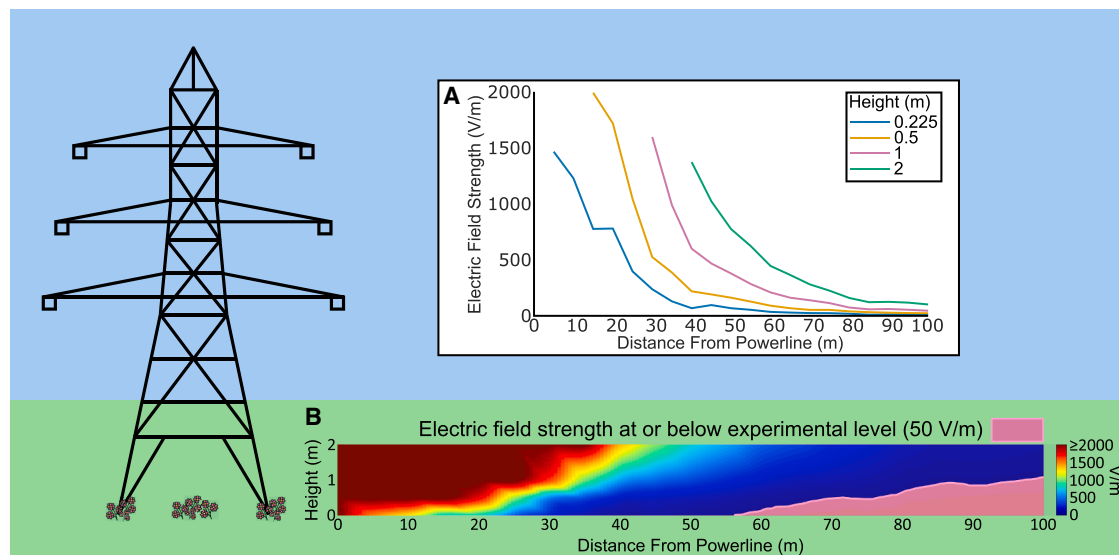 A
Electric Field Strength (V/m)
2000
1500
1000
500
0
0 10 20 30 40 50 60 70 80 90 100
Distance From Powerline (m)
Height (m)
0.225
0.5
1
2
B
Electric field strength at or below experimental level (50 V/m)
Height (m)
2
1
0
0 10 20 30 40 50 60 70 80 90 100
Distance From Powerline (m)
≥2000
1500
1000
500
0
V/m